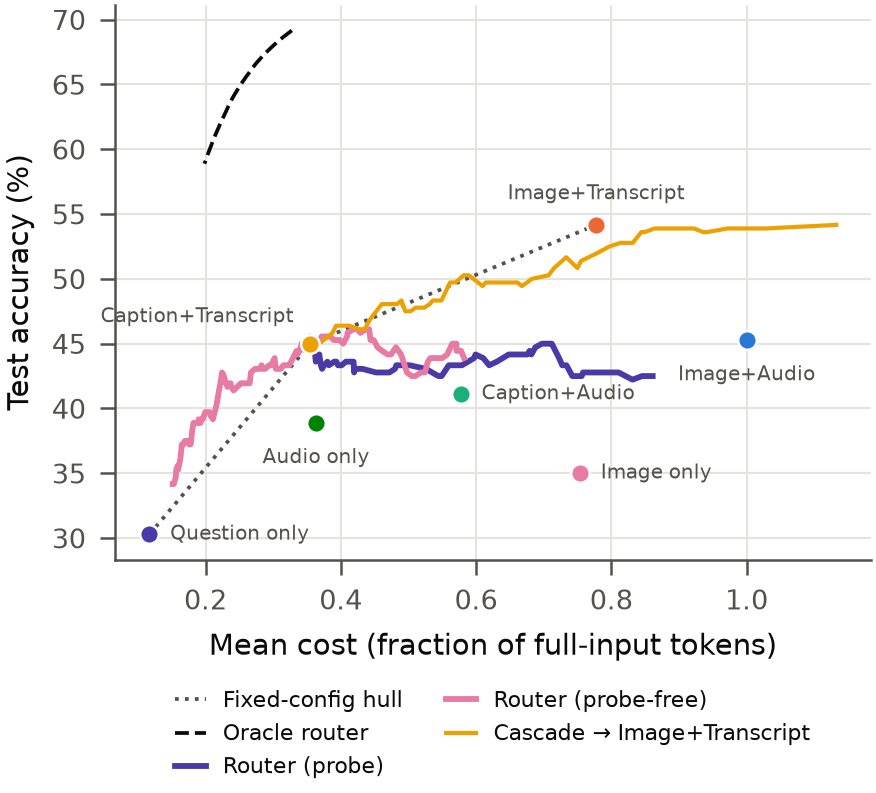 70
65
60
55
50
45
40
35
30
Test accuracy (%)
Image+Transcript
Caption+Transcript
Image+Audio
Caption+Audio
Audio only
Image only
Question only
0.2 0.4 0.6 0.8 1.0
Mean cost (fraction of full-input tokens)
Fixed-config hull
Oracle router
Router (probe)
Router (probe-free)
Cascade → Image+Transcript